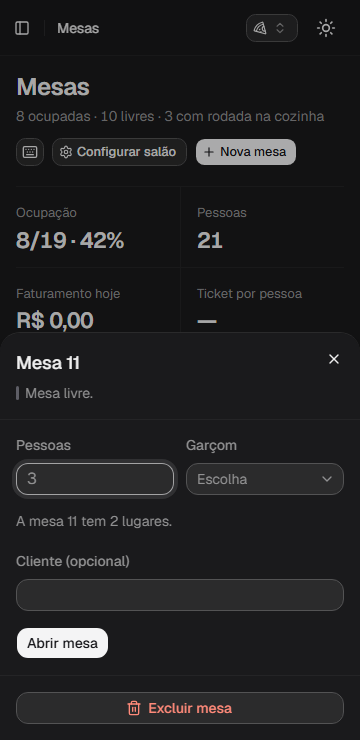 Mesas
Mesas
8 ocupadas · 10 livres · 3 com rodada na cozinha
Configurar salão
Nova mesa
Ocupação
Pessoas
8/19 · 42%
21
Faturamento hoje
Ticket por pessoa
R$ 0,00
—
Mesa 11
Mesa livre.
Pessoas
Garçom
3
Escolha
A mesa 11 tem 2 lugares.
Cliente (opcional)
Abrir mesa
Excluir mesa